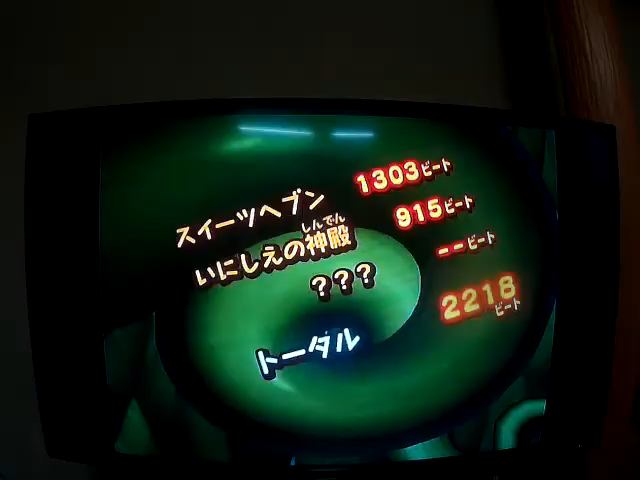 スイーツヘブン 1303ビート
しんでん
いにしえの神殿 915ビート
??? --ビート
トータル 2218ビート